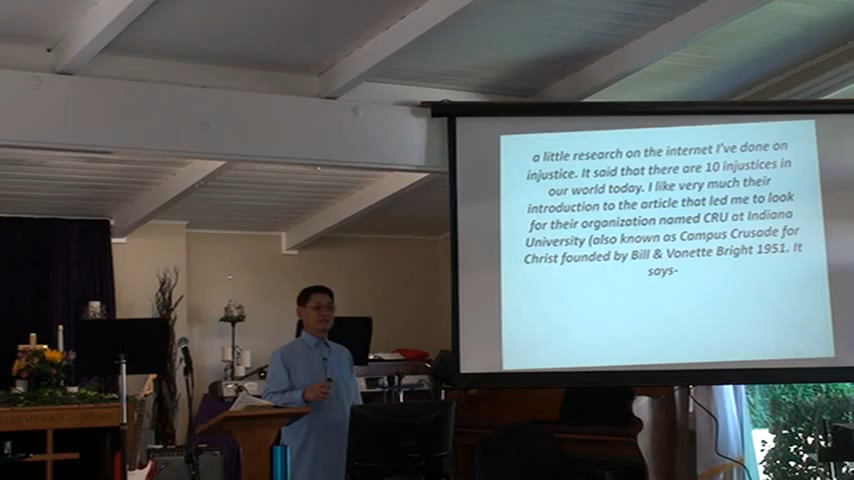 a little research on the internet I've done on
injustice. It said that there are 10 injustices in
our world today. I like very much their
introduction to the article that led me to look
for their organization named CRU at Indiana
University (also known as Campus Crusade for
Christ founded by Bill & Vonette Bright 1951. It
says-